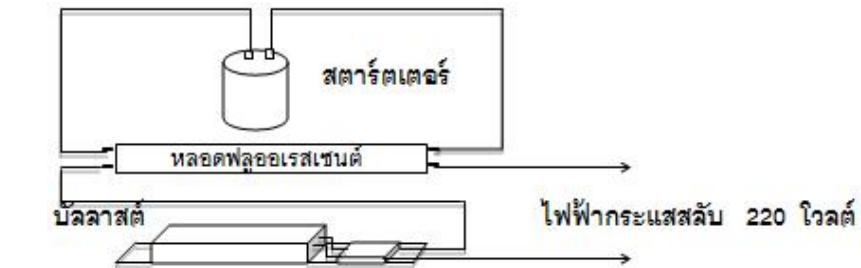 สตาร์ตเตอร์
หลอดฟลูออเรสเซนต์
บัลลาสต์
ไฟฟ้ากระแสสลับ 220 โวลต์